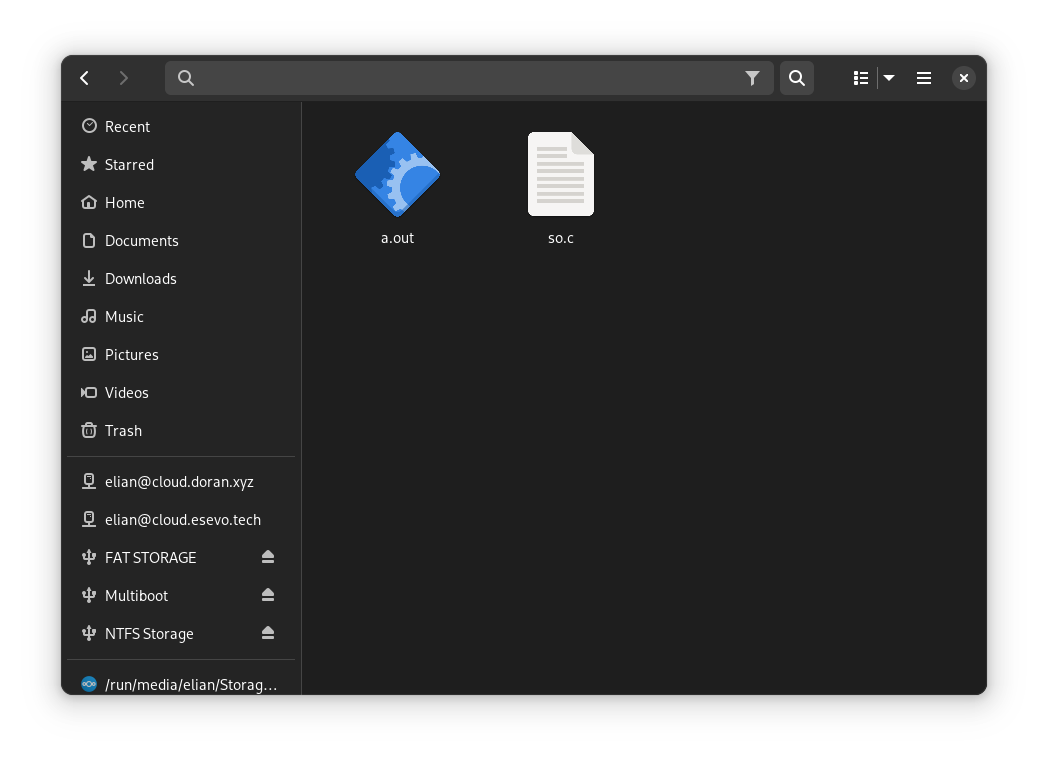 Recent
Starred
Home
Documents
Downloads
Music
Pictures
Videos
Trash
elian@cloud.doran.xyz
elian@cloud.esevo.tech
FAT STORAGE
Multiboot
NTFS Storage
/run/media/elian/Storag…
a.out
so.c